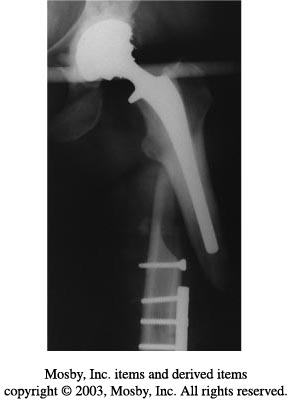 Mosby, Inc. items and derived items
copyright © 2003, Mosby, Inc. All rights reserved.